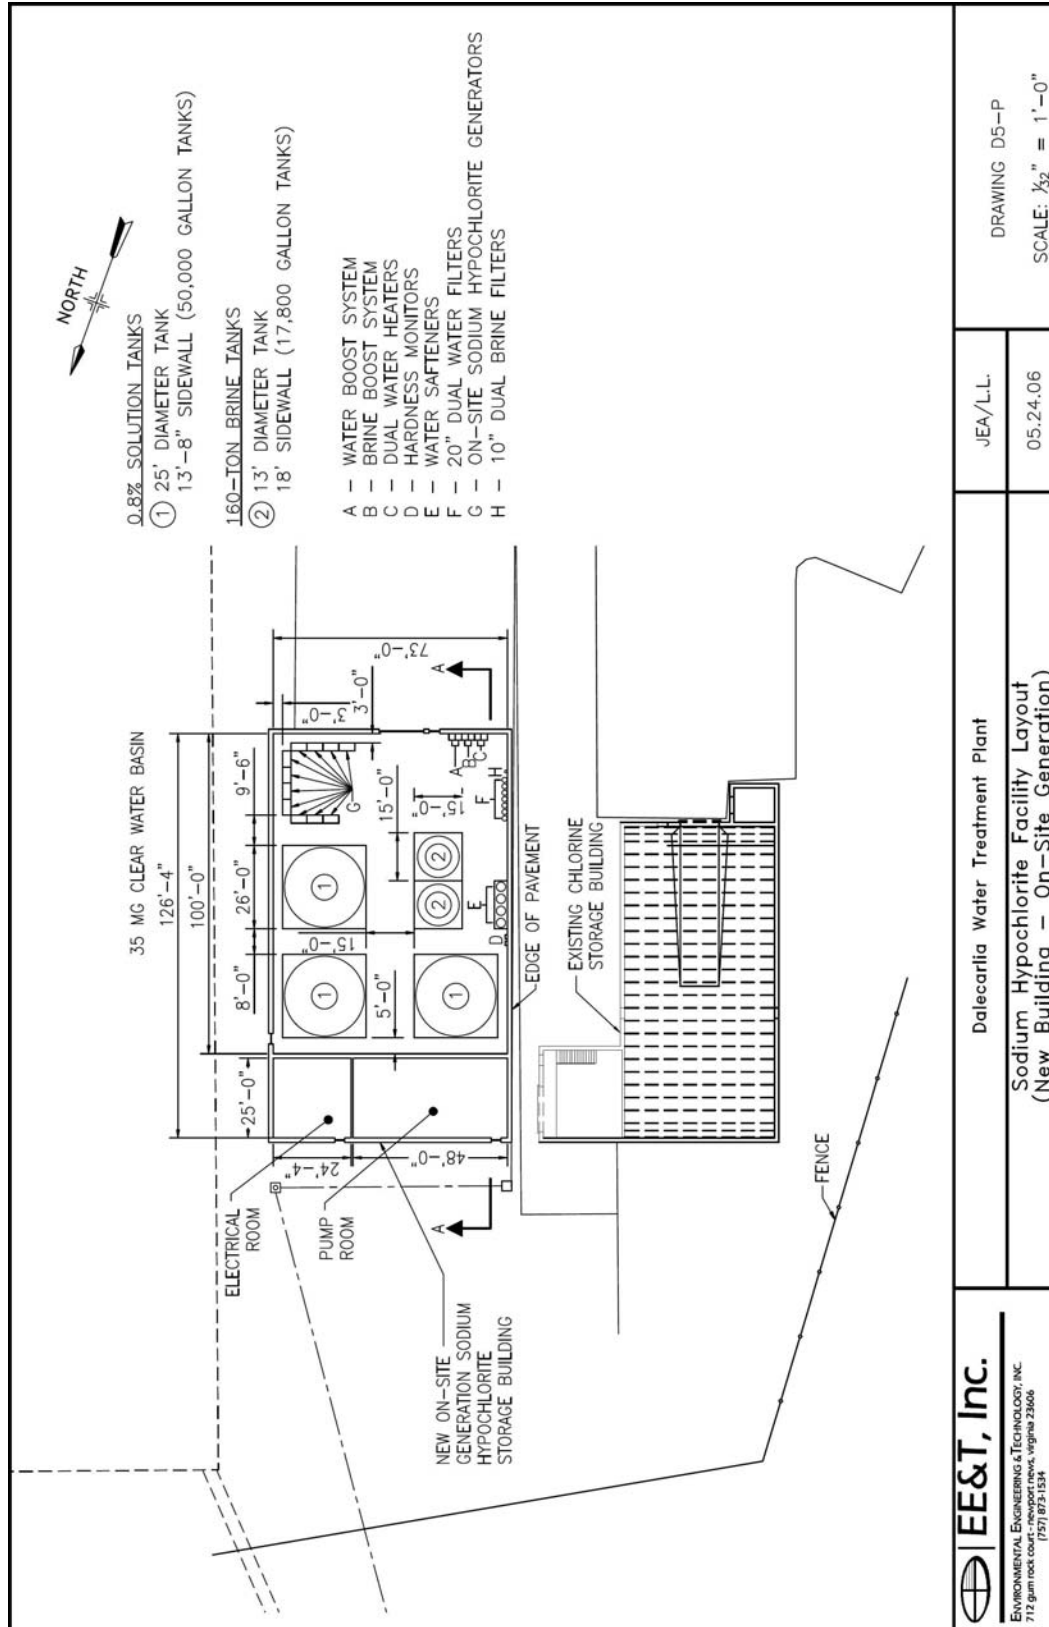 NORTH
0.8% SOLUTION TANKS
1 25' DIAMETER TANK
13'-8" SIDEWALL (50,000 GALLON TANKS)
160-TON BRINE TANKS
2 13' DIAMETER TANK
18' SIDEWALL (17,800 GALLON TANKS)
A - WATER BOOST SYSTEM
B - BRINE BOOST SYSTEM
C - DUAL WATER HEATERS
D - HARDNESS MONITORS
E - WATER SAFTENERS
F - 20" DUAL WATER FILTERS
G - ON-SITE SODIUM HYPOCHLORITE GENERATORS
H - 10" DUAL BRINE FILTERS
35 MG CLEAR WATER BASIN
126'-4"
100'-0"
25'-0"
8'-0"
26'-0"
9'-6"
3'-0"
3'-0"
73'-0"
15'-0"
15'-0"
15'-0"
5'-0"
24'-4"
48'-0"
1
1
1
2
2
G
A
B
C
D
E
F
H
A
A
ELECTRICAL
ROOM
PUMP
ROOM
NEW ON-SITE
GENERATION SODIUM
HYPOCHLORITE
STORAGE BUILDING
EDGE OF PAVEMENT
EXISTING CHLORINE
STORAGE BUILDING
FENCE
EE&T, Inc.
ENVIRONMENTAL ENGINEERING & TECHNOLOGY, INC.
712 gum rock court - newport news, virginia 23606
(757) 873-1534
Dalecarlia Water Treatment Plant
Sodium Hypochlorite Facility Layout
(New Building - On-Site Generation)
JEA/L.L.
05.24.06
DRAWING D5-P
SCALE: 1/32" = 1'-0"